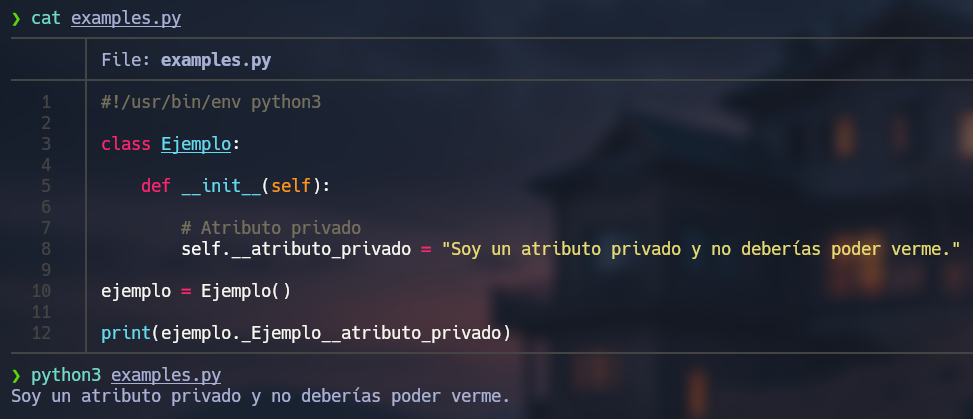 ❯ cat examples.py
File: examples.py
1 #!/usr/bin/env python3
2
3 class Ejemplo:
4
5     def __init__(self):
6
7         # Atributo privado
8         self.__atributo_privado = "Soy un atributo privado y no deberías poder verme."
9
10 ejemplo = Ejemplo()
11
12 print(ejemplo._Ejemplo__atributo_privado)
❯ python3 examples.py
Soy un atributo privado y no deberías poder verme.